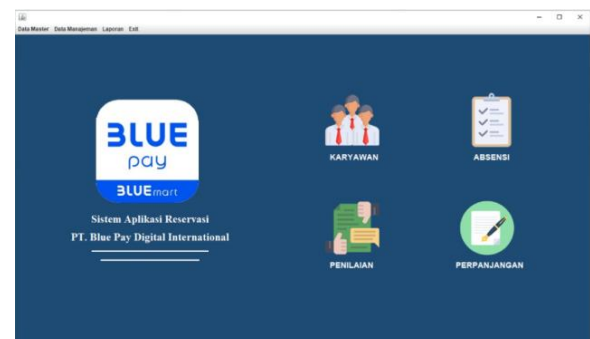 Data Master Data Manajeman Laporan Exit
BLUE
pay
BLUEmart
Sistem Aplikasi Reservasi
PT. Blue Pay Digital International
KARYAWAN
ABSENSI
PENILAIAN
PERPANJANGAN